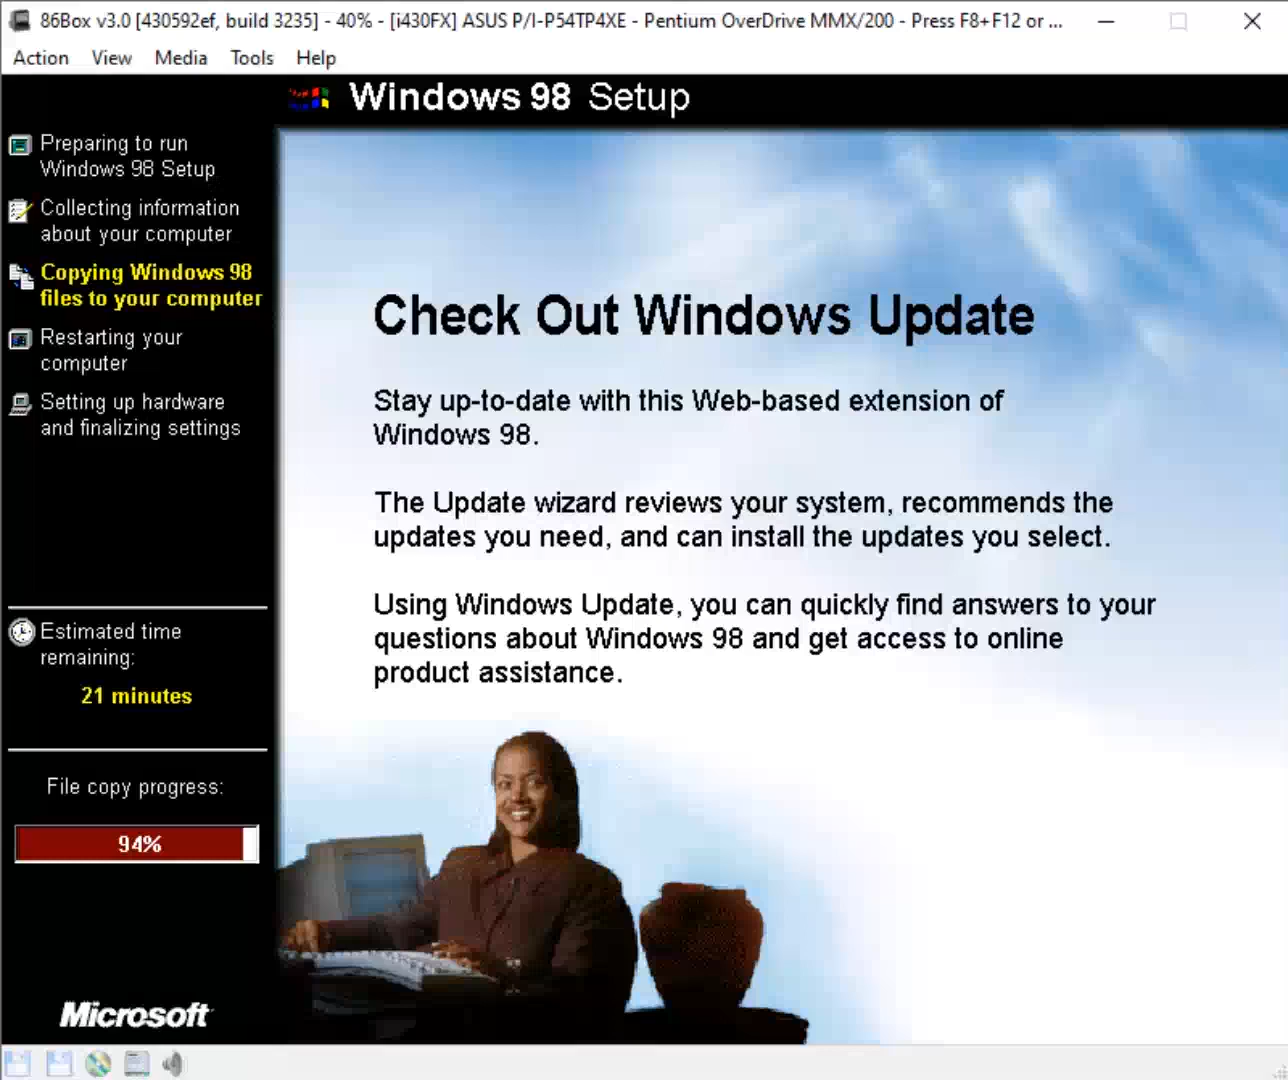 86Box v3.0 [430592ef, build 3235] - 40% - [i430FX] ASUS P/I-P54TP4XE - Pentium OverDrive MMX/200 - Press F8+F12 or ...
Action View Media Tools Help
Windows 98 Setup
Preparing to run
Windows 98 Setup
Collecting information
about your computer
Copying Windows 98
files to your computer
Restarting your
computer
Setting up hardware
and finalizing settings
Estimated time
remaining:
21 minutes
File copy progress:
94%
Microsoft
Check Out Windows Update
Stay up-to-date with this Web-based extension of
Windows 98.
The Update wizard reviews your system, recommends the
updates you need, and can install the updates you select.
Using Windows Update, you can quickly find answers to your
questions about Windows 98 and get access to online
product assistance.